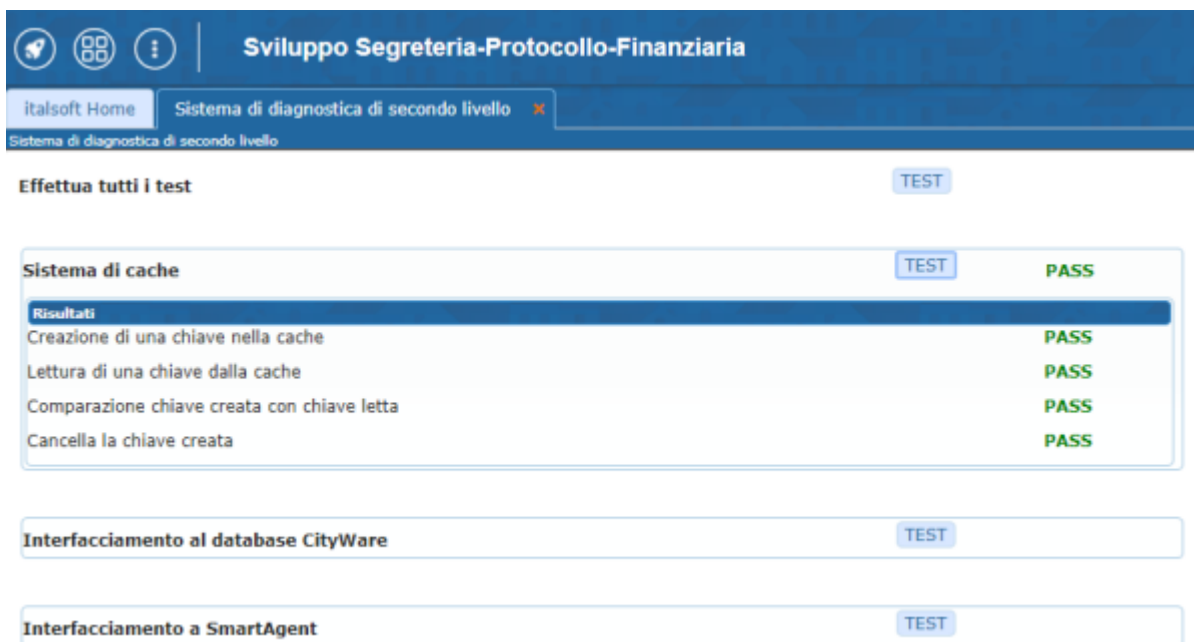 Sviluppo Segreteria-Protocollo-Finanziaria
italsoft Home Sistema di diagnostica di secondo livello ×
Sistema di diagnostica di secondo livello
Effettua tutti i test TEST
Sistema di cache TEST PASS
Risultati
Creazione di una chiave nella cache PASS
Lettura di una chiave dalla cache PASS
Comparazione chiave creata con chiave letta PASS
Cancella la chiave creata PASS
Interfacciamento al database CityWare TEST
Interfacciamento a SmartAgent TEST